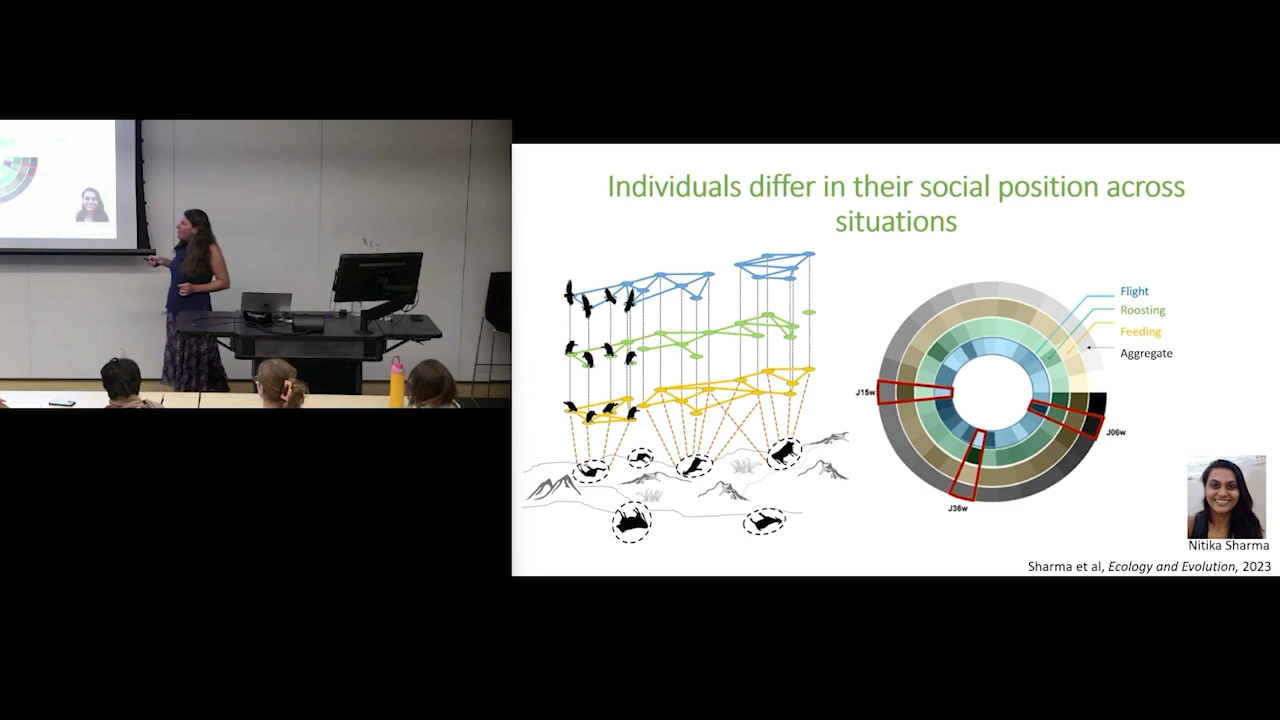 Individuals differ in their social position across
situations
Flight
Roosting
Feeding
Aggregate
J15w
J06w
J36w
Nitika Sharma
Sharma et al, Ecology and Evolution, 2023